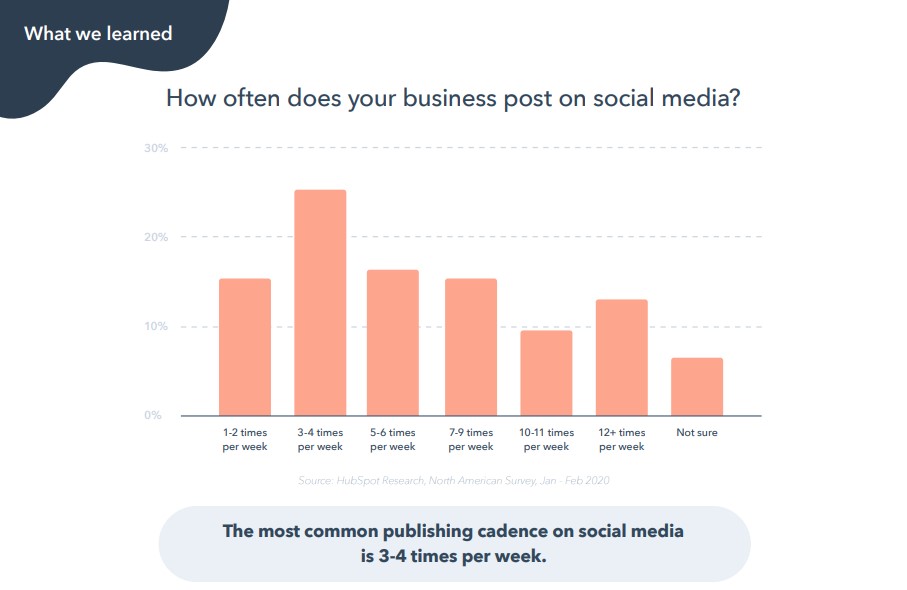 What we learned
How often does your business post on social media?
30%
20%
10%
0%
1-2 times
per week
3-4 times
per week
5-6 times
per week
7-9 times
per week
10-11 times
per week
12+ times
per week
Not sure
Source: HubSpot Research, North American Survey, Jan - Feb 2020
The most common publishing cadence on social media
is 3-4 times per week.